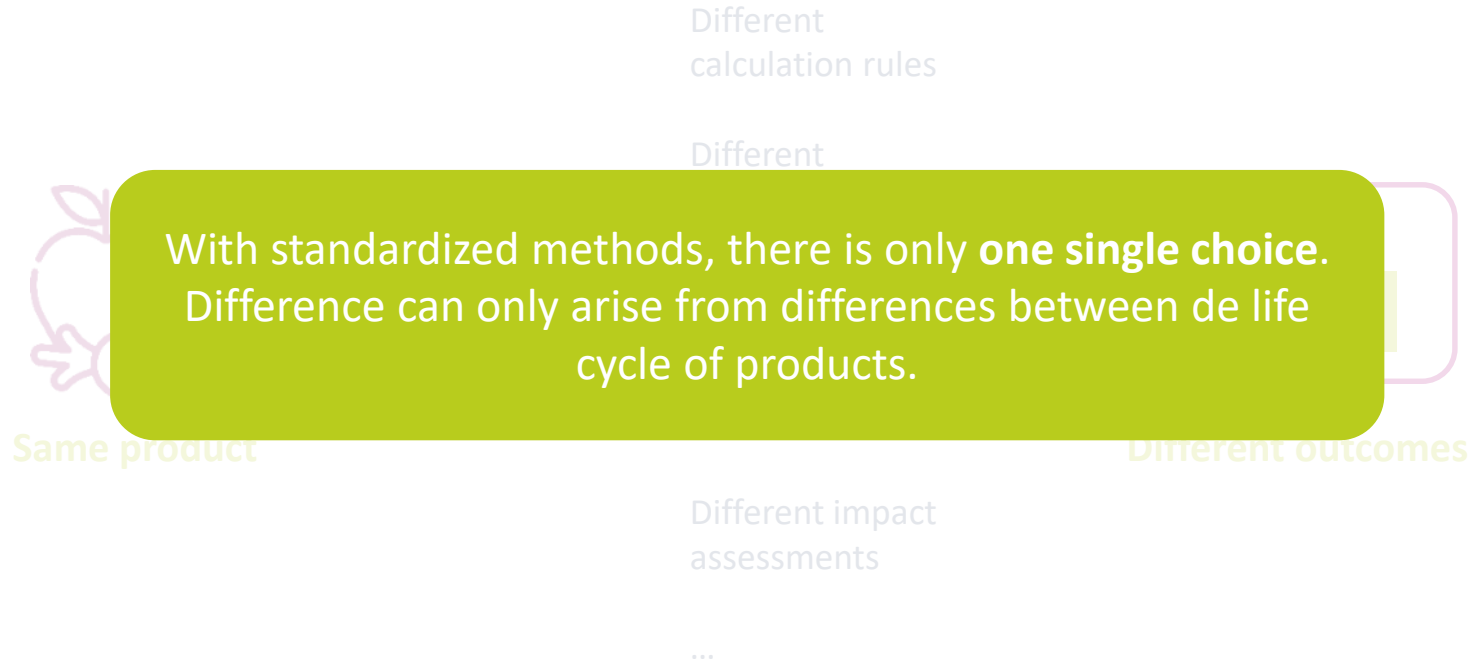 Different
calculation rules
Different
With standardized methods, there is only one single choice.
Difference can only arise from differences between de life
cycle of products.
Same product
Different outcomes
Different impact
assessments
...